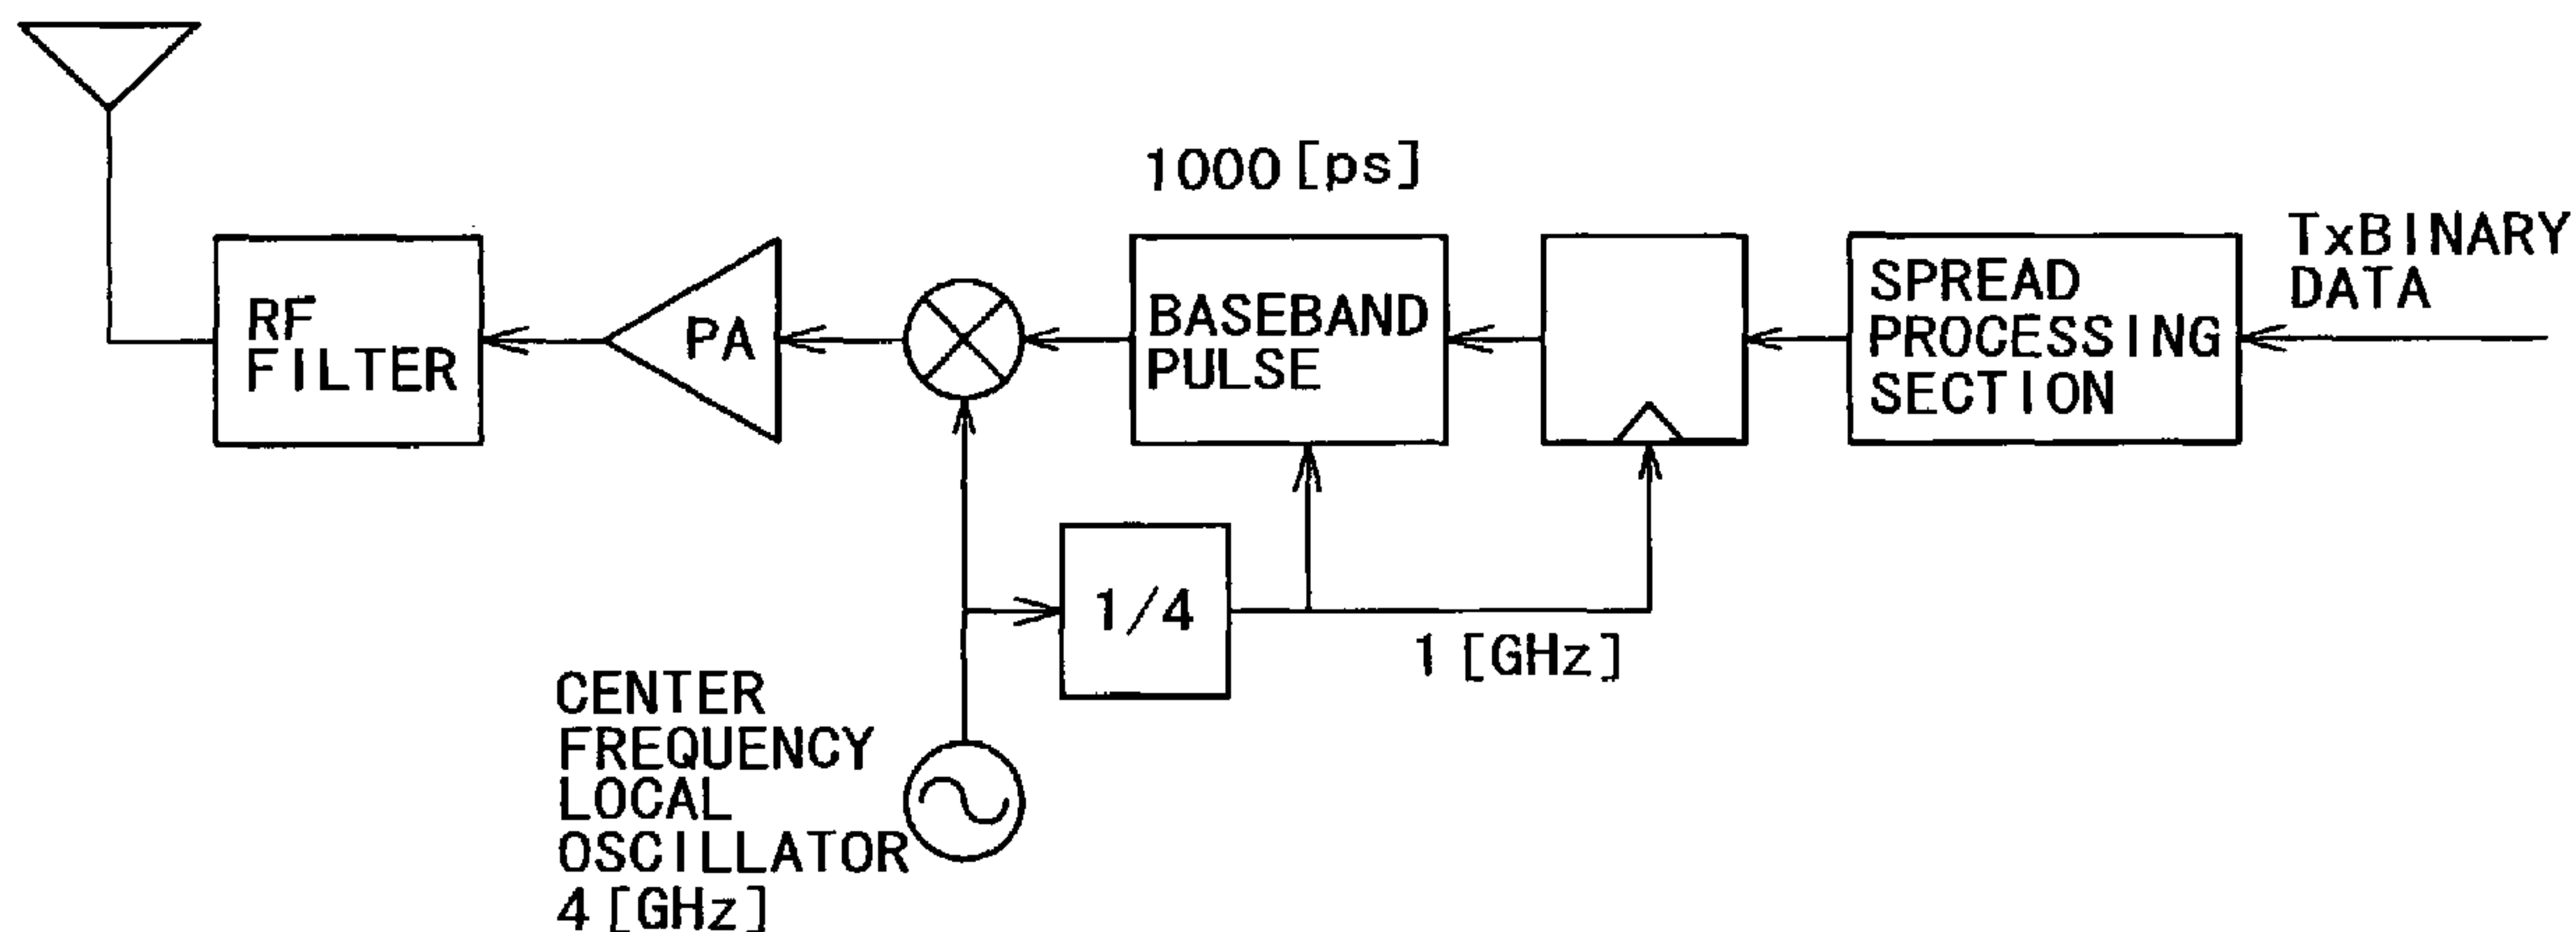 1000[ps]
TxBINARY
DATA
RF
FILTER
PA
BASEBAND
PULSE
SPREAD
PROCESSING
SECTION
1/4
1[GHz]
CENTER
FREQUENCY
LOCAL
OSCILLATOR
4[GHz]